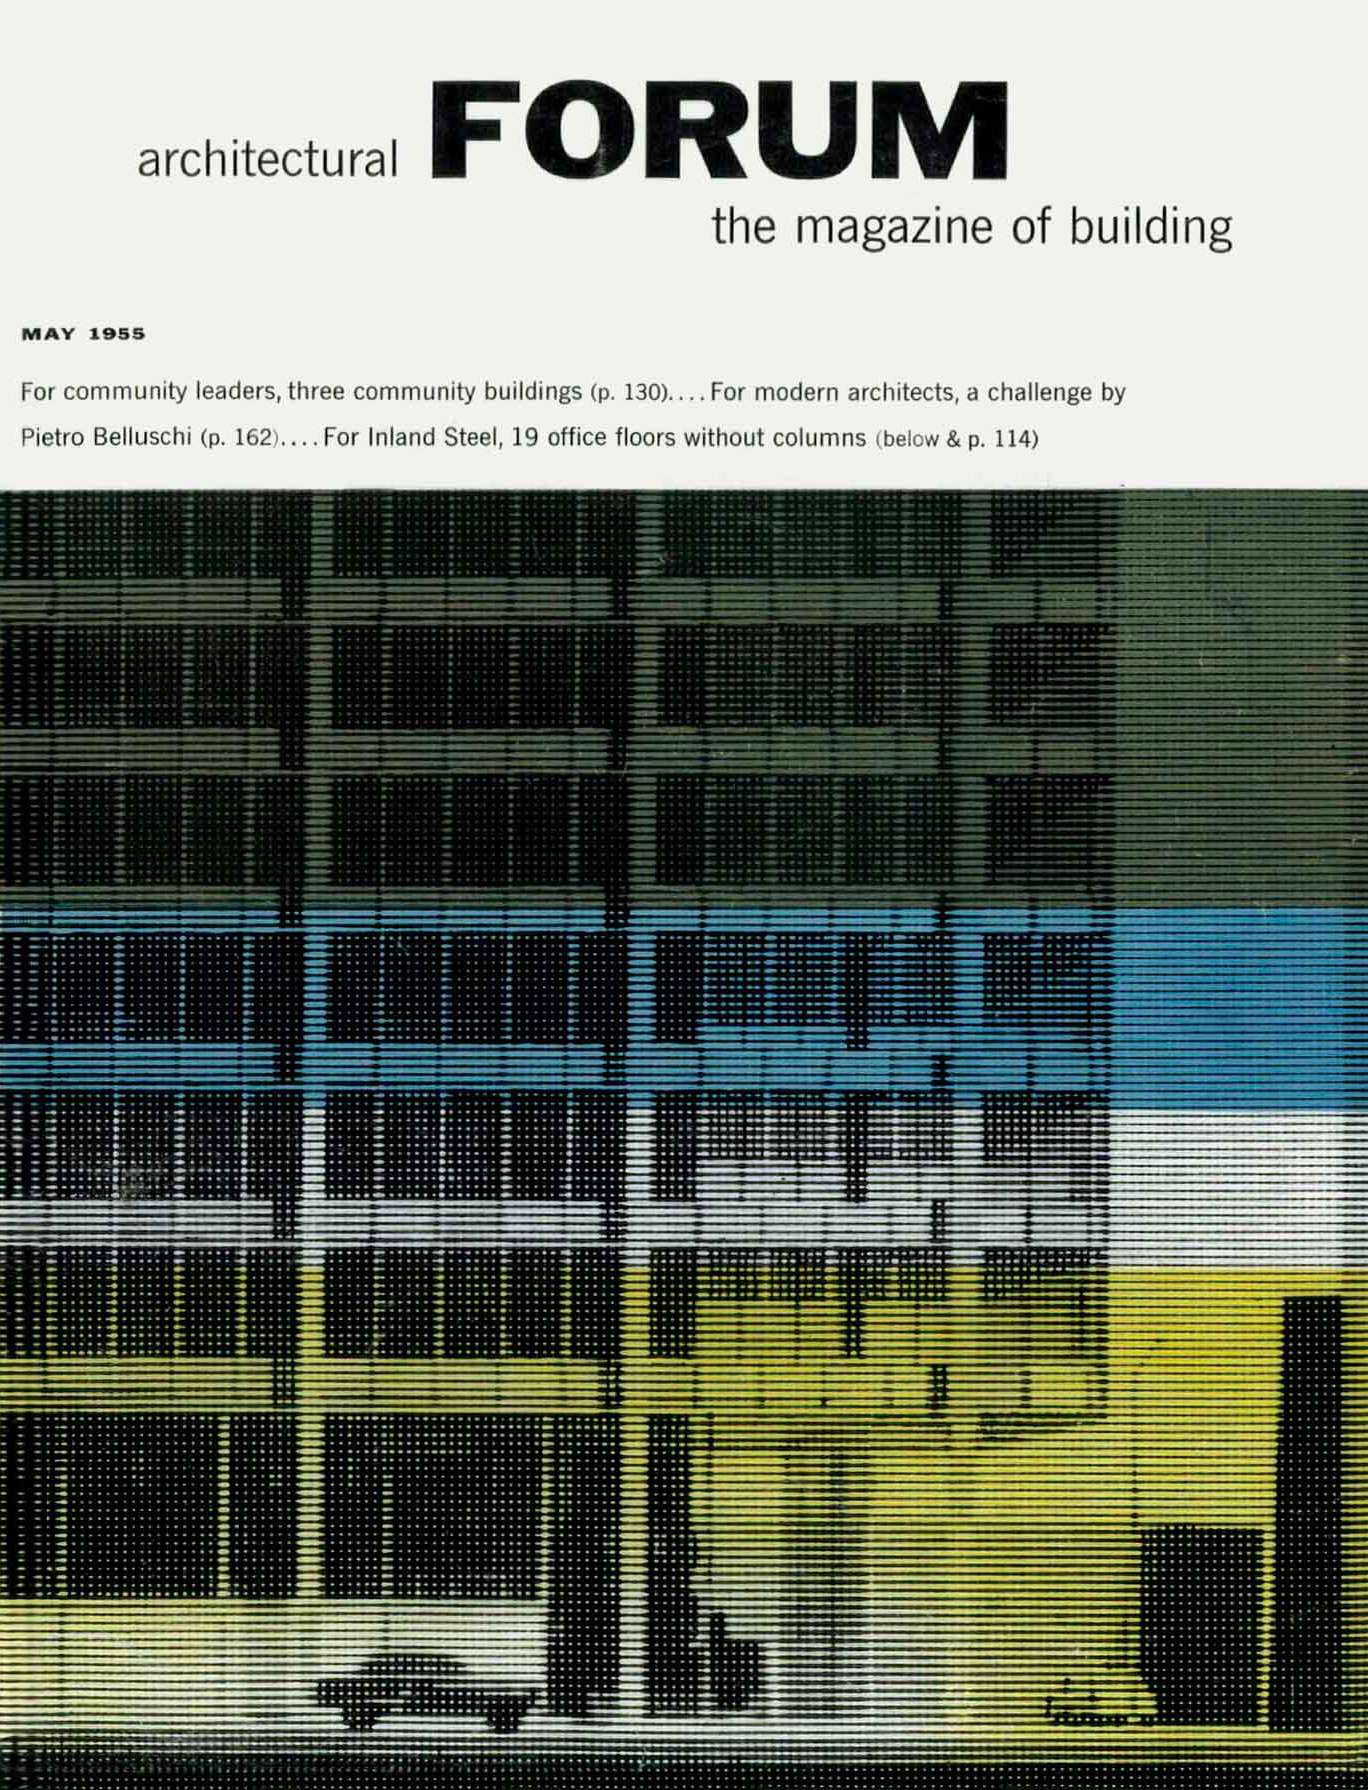 architectural FORUM
the magazine of building
MAY 1955
For community leaders, three community buildings (p. 130).... For modern architects, a challenge by
Pietro Belluschi (p. 162).... For Inland Steel, 19 office floors without columns (below & p. 114)